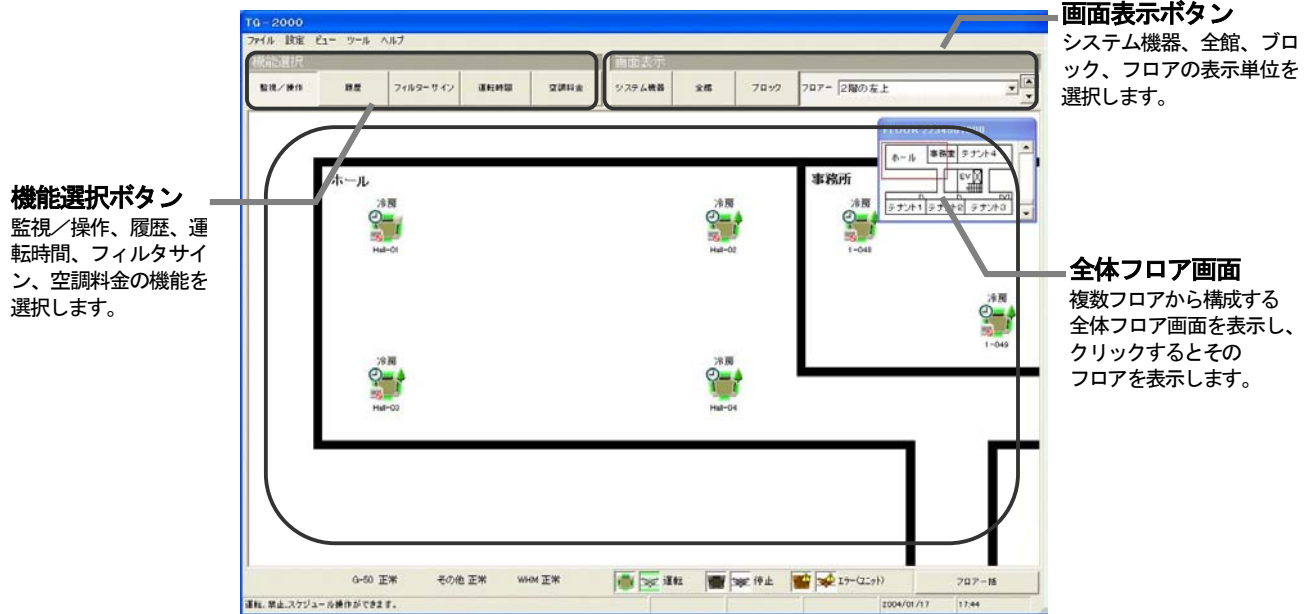 TG-2000
ファイル 設定 ビュー ツール ヘルプ
機能選択
画面表示
監視／操作 履歴 フィルターサイン 運転時間 空調料金 システム機器 全館 ブロック フロアー 2階の左上
画面表示ボタン
システム機器、全館、ブロ
ック、フロアの表示単位を
選択します。
機能選択ボタン
監視／操作、履歴、運
転時間、フィルタサイ
ン、空調料金の機能を
選択します。
ホール
冷房
Hall-01
冷房
Hall-02
冷房
Hall-03
冷房
Hall-04
事務所
冷房
1-048
冷房
1-049
ホール 事務室 テナント4
EV
テナント1 テナント2 テナント3
全体フロア画面
複数フロアから構成する
全体フロア画面を表示し、
クリックするとその
フロアを表示します。
G-50 正常 その他 正常 WHM 正常 運転 停止 エラー(ユニット) フロアー括
運転、禁止、スケジュール操作ができます。 2004/01/17 17:44